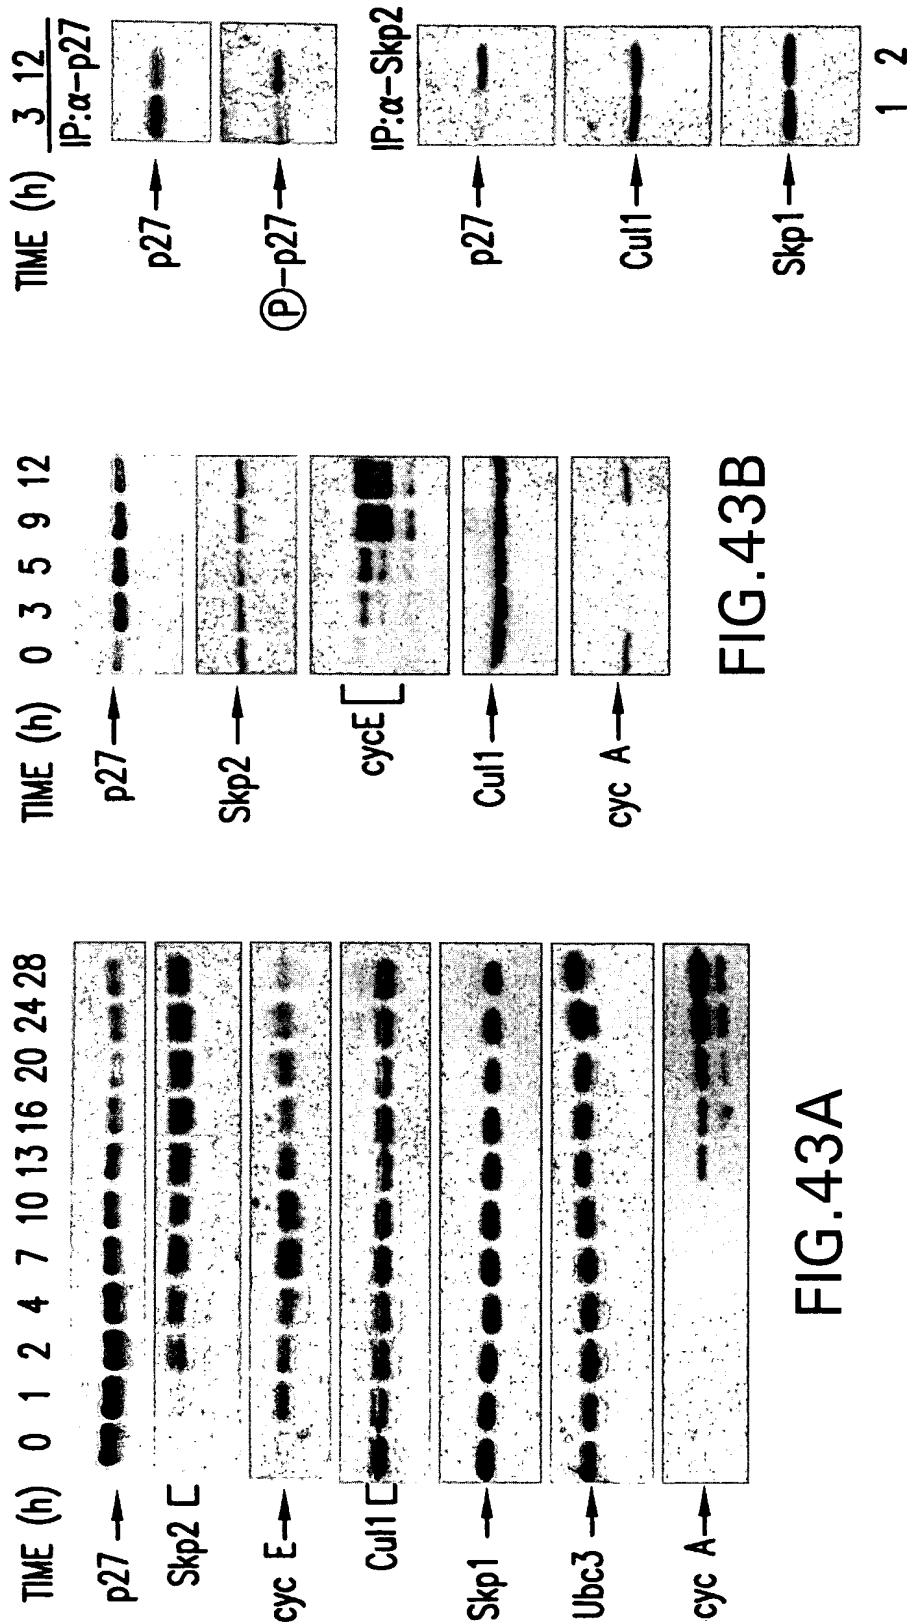 TIME (h) 0 1 2 4 7 10 13 16 20 24 28
p27
Skp2
cyc E
Cul1
Skp1
Ubc3
cyc A
FIG.43A
TIME (h) 0 3 5 9 12
p27
Skp2
cycE
Cul1
cyc A
FIG.43B
TIME (h) 3 12
IP:α-p27
p27
P-p27
IP:α-Skp2
p27
Cul1
Skp1
1 2